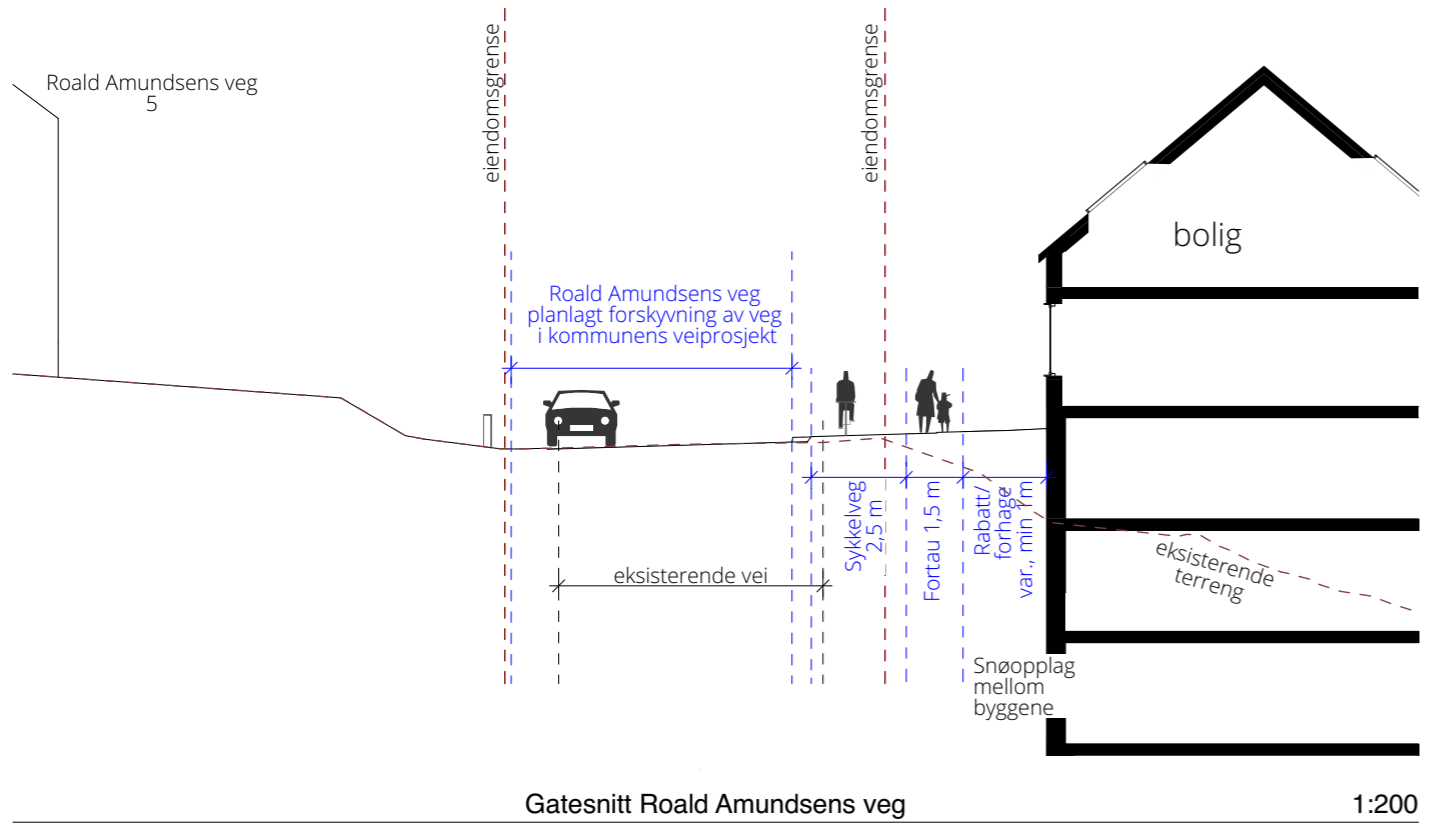 Roald Amundsens veg
5
eiendomsgrense
eiendomsgrense
bolig
Roald Amundsens veg
planlagt forskyvning av veg
i kommunens veiprosjekt
Sykkelveg
2,5 m
Fortau 1,5 m
Rabatt/
forhage
var., min 1m
eksisterende vei
eksisterende
terreng
Snøopplag
mellom
byggene
Gatesnitt Roald Amundsens veg
1:200